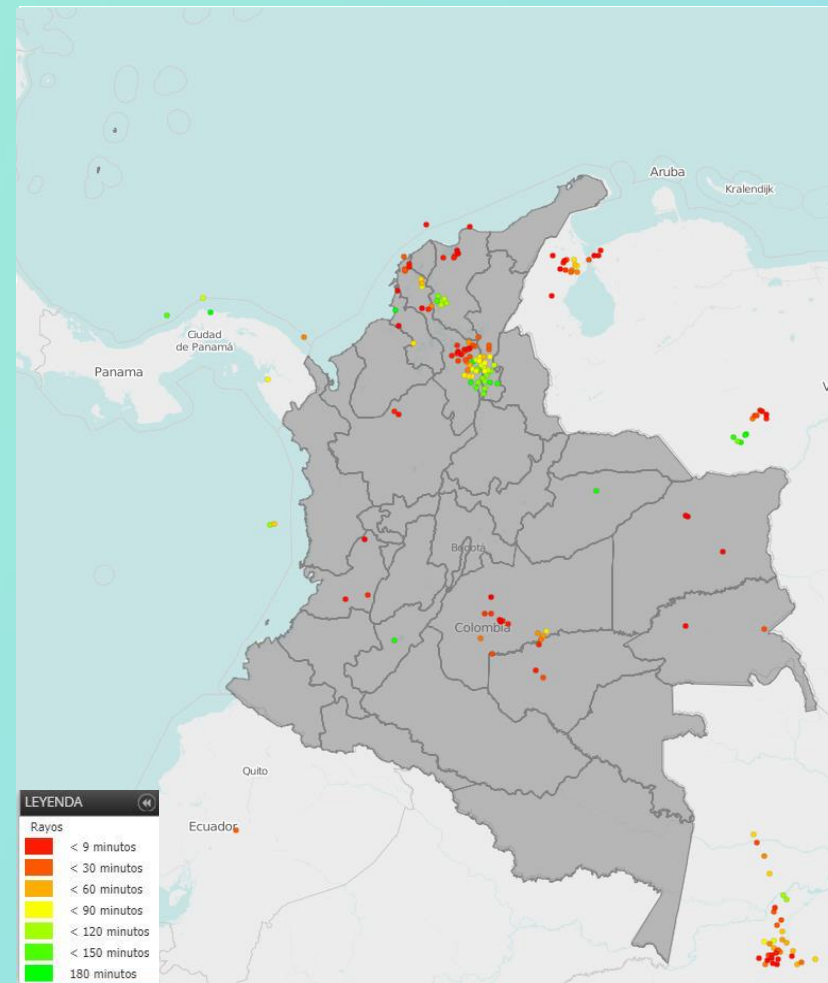 Aruba
Kralendijk
Ciudad
de Panamá
Panama
V
Bogotá
Colombia
Quito
Ecuador
LEYENDA
Rayos
< 9 minutos
< 30 minutos
< 60 minutos
< 90 minutos
< 120 minutos
< 150 minutos
180 minutos